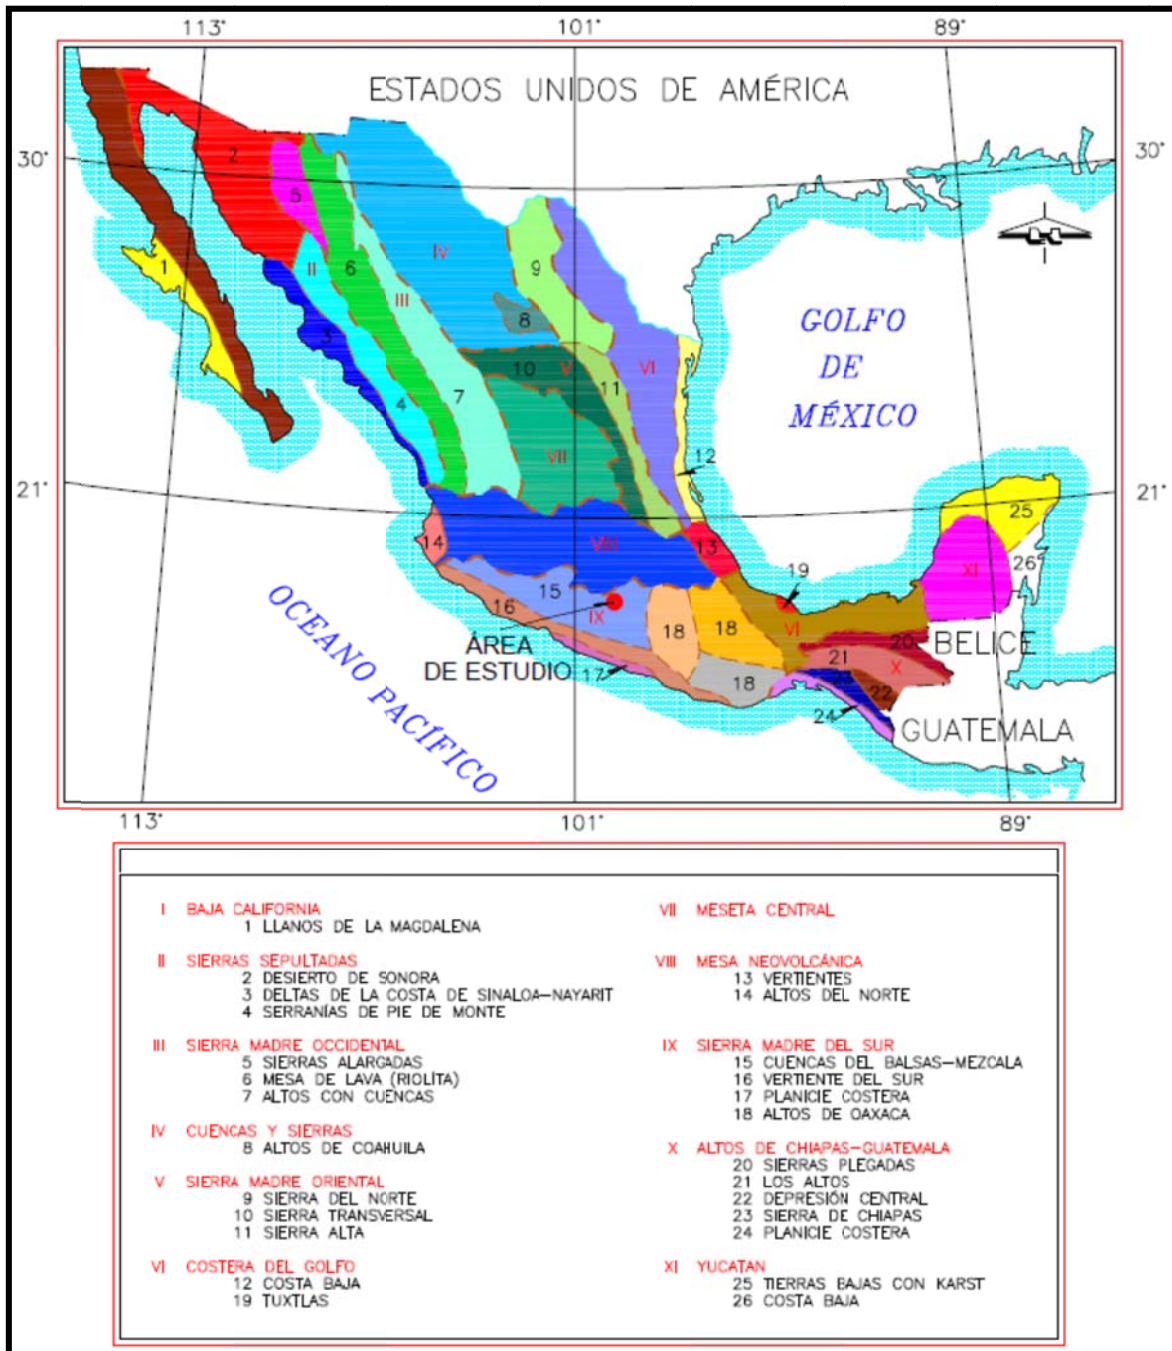 113° 101° 89°
ESTADOS UNIDOS DE AMÉRICA
30° 30°
2
5
1 II 6 IV 9
III
8
3 GOLFO
DE
MÉXICO
10 V VI
4 7 11
VII 12
21° 21°
25
14 VIII 13
XI 26
15 19
16 IX
ÁREA
DE ESTUDIO
18 18 VI
20 BELICE
21 X
17 18 23 22
24 GUATEMALA
OCEANO PACÍFICO
113° 101° 89°
I BAJA CALIFORNIA
1 LLANOS DE LA MAGDALENA
II SIERRAS SEPULTADAS
2 DESIERTO DE SONORA
3 DELTAS DE LA COSTA DE SINALOA-NAYARIT
4 SERRANÍAS DE PIE DE MONTE
III SIERRA MADRE OCCIDENTAL
5 SIERRAS ALARGADAS
6 MESA DE LAVA (RIOLITA)
7 ALTOS CON CUENCAS
IV CUENCAS Y SIERRAS
8 ALTOS DE COAHUILA
V SIERRA MADRE ORIENTAL
9 SIERRA DEL NORTE
10 SIERRA TRANSVERSAL
11 SIERRA ALTA
VI COSTERA DEL GOLFO
12 COSTA BAJA
19 TUXTLAS
VII MESETA CENTRAL
VIII MESA NEOVOLCÁNICA
13 VERTIENTES
14 ALTOS DEL NORTE
IX SIERRA MADRE DEL SUR
15 CUENCAS DEL BALSAS-MEZCALA
16 VERTIENTE DEL SUR
17 PLANICIE COSTERA
18 ALTOS DE OAXACA
X ALTOS DE CHIAPAS-GUATEMALA
20 SIERRAS PLEGADAS
21 LOS ALTOS
22 DEPRESIÓN CENTRAL
23 SIERRA DE CHIAPAS
24 PLANICIE COSTERA
XI YUCATAN
25 TIERRAS BAJAS CON KARST
26 COSTA BAJA